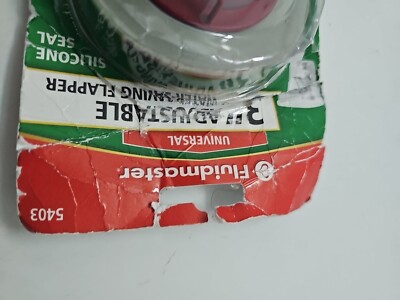 5403
Fluidmaster
UNIVERSAL
3" ADJUSTABLE
WATER-SAVING FLAPPER
SILICONE
SEAL